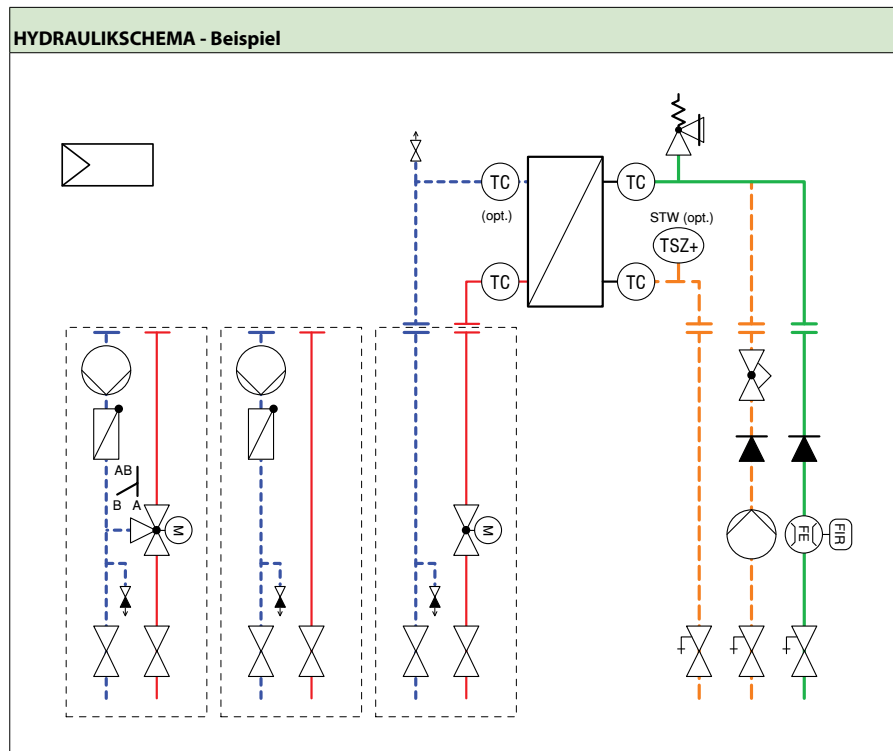 HYDRAULIKSCHEMA - Beispiel
TC
TC
(opt.)
STW (opt.)
TSZ+
TC
TC
AB
B A
M
M
FE
FIR